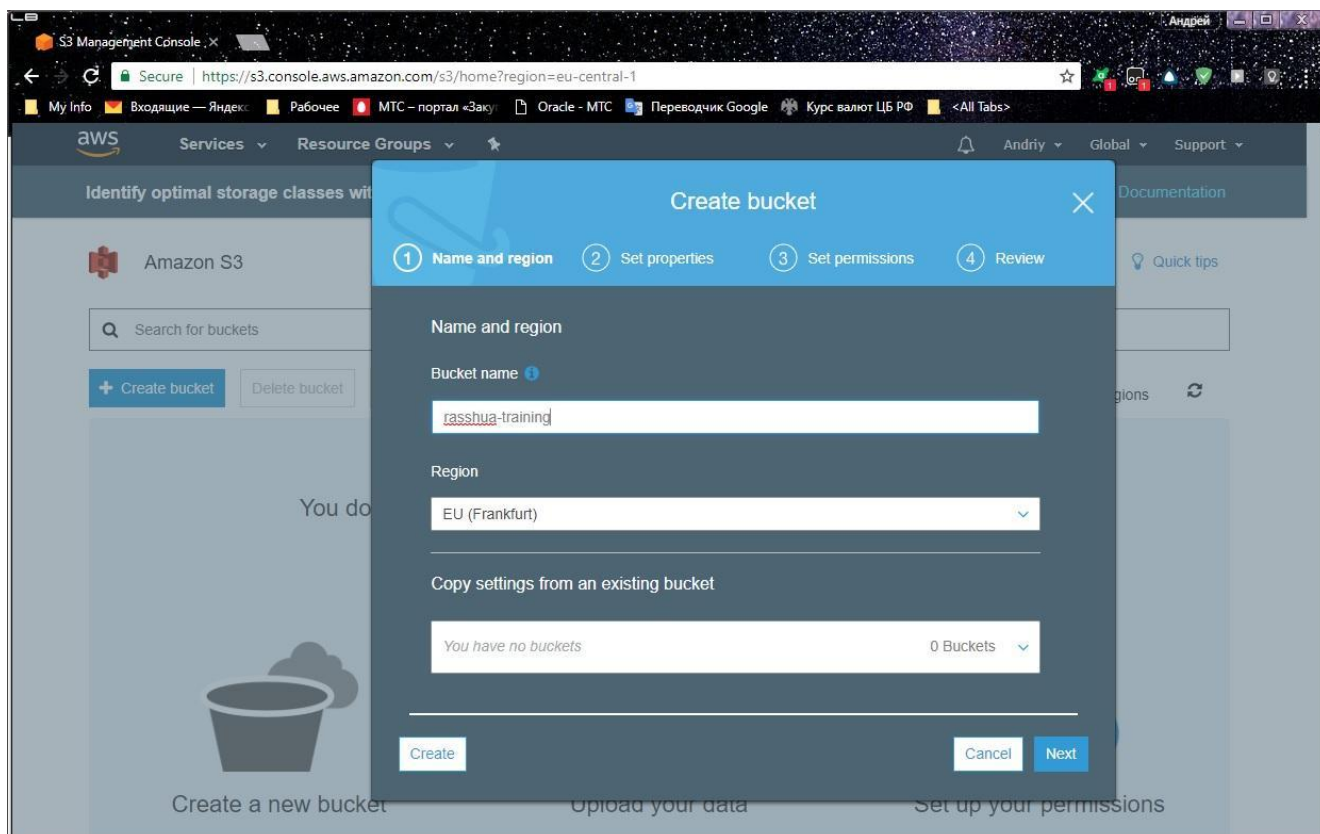 Андрей
S3 Management Console
Secure | https://s3.console.aws.amazon.com/s3/home?region=eu-central-1
My Info Входящие — Яндекс Рабочее МТС – портал «Заку Oracle - МТС Переводчик Google Курс валют ЦБ РФ <All Tabs>
aws Services Resource Groups Andriy Global Support
Identify optimal storage classes wit Documentation
Create bucket
1 Name and region 2 Set properties 3 Set permissions 4 Review
Amazon S3 Quick tips
Search for buckets
Name and region
Bucket name
+ Create bucket Delete bucket gions
rasshua-training
Region
EU (Frankfurt)
You do
Copy settings from an existing bucket
You have no buckets 0 Buckets
Create Cancel Next
Create a new bucket Upload your data Set up your permissions